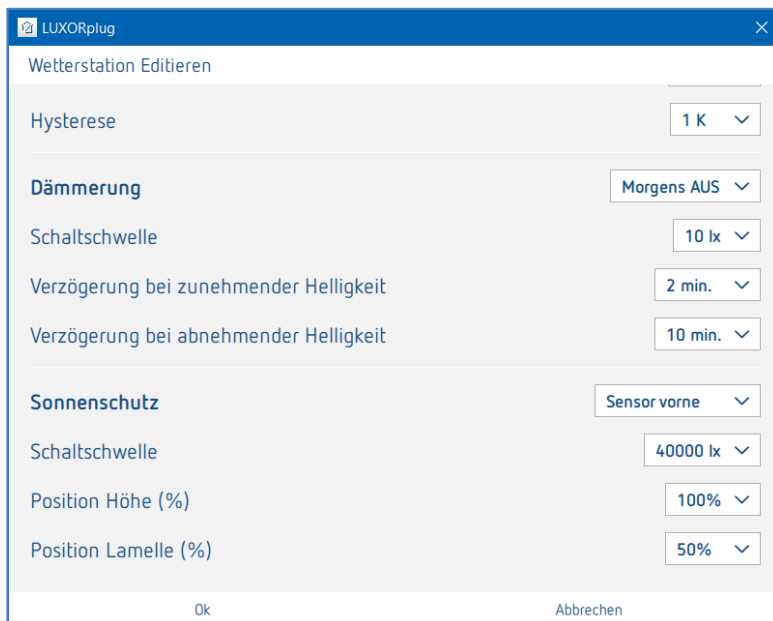 LUXORplug
Wetterstation Editieren
Hysterese 1 K
Dämmerung Morgens AUS
Schaltschwelle 10 lx
Verzögerung bei zunehmender Helligkeit 2 min.
Verzögerung bei abnehmender Helligkeit 10 min.
Sonnenschutz Sensor vorne
Schaltschwelle 40000 lx
Position Höhe (%) 100%
Position Lamelle (%) 50%
Ok Abbrechen